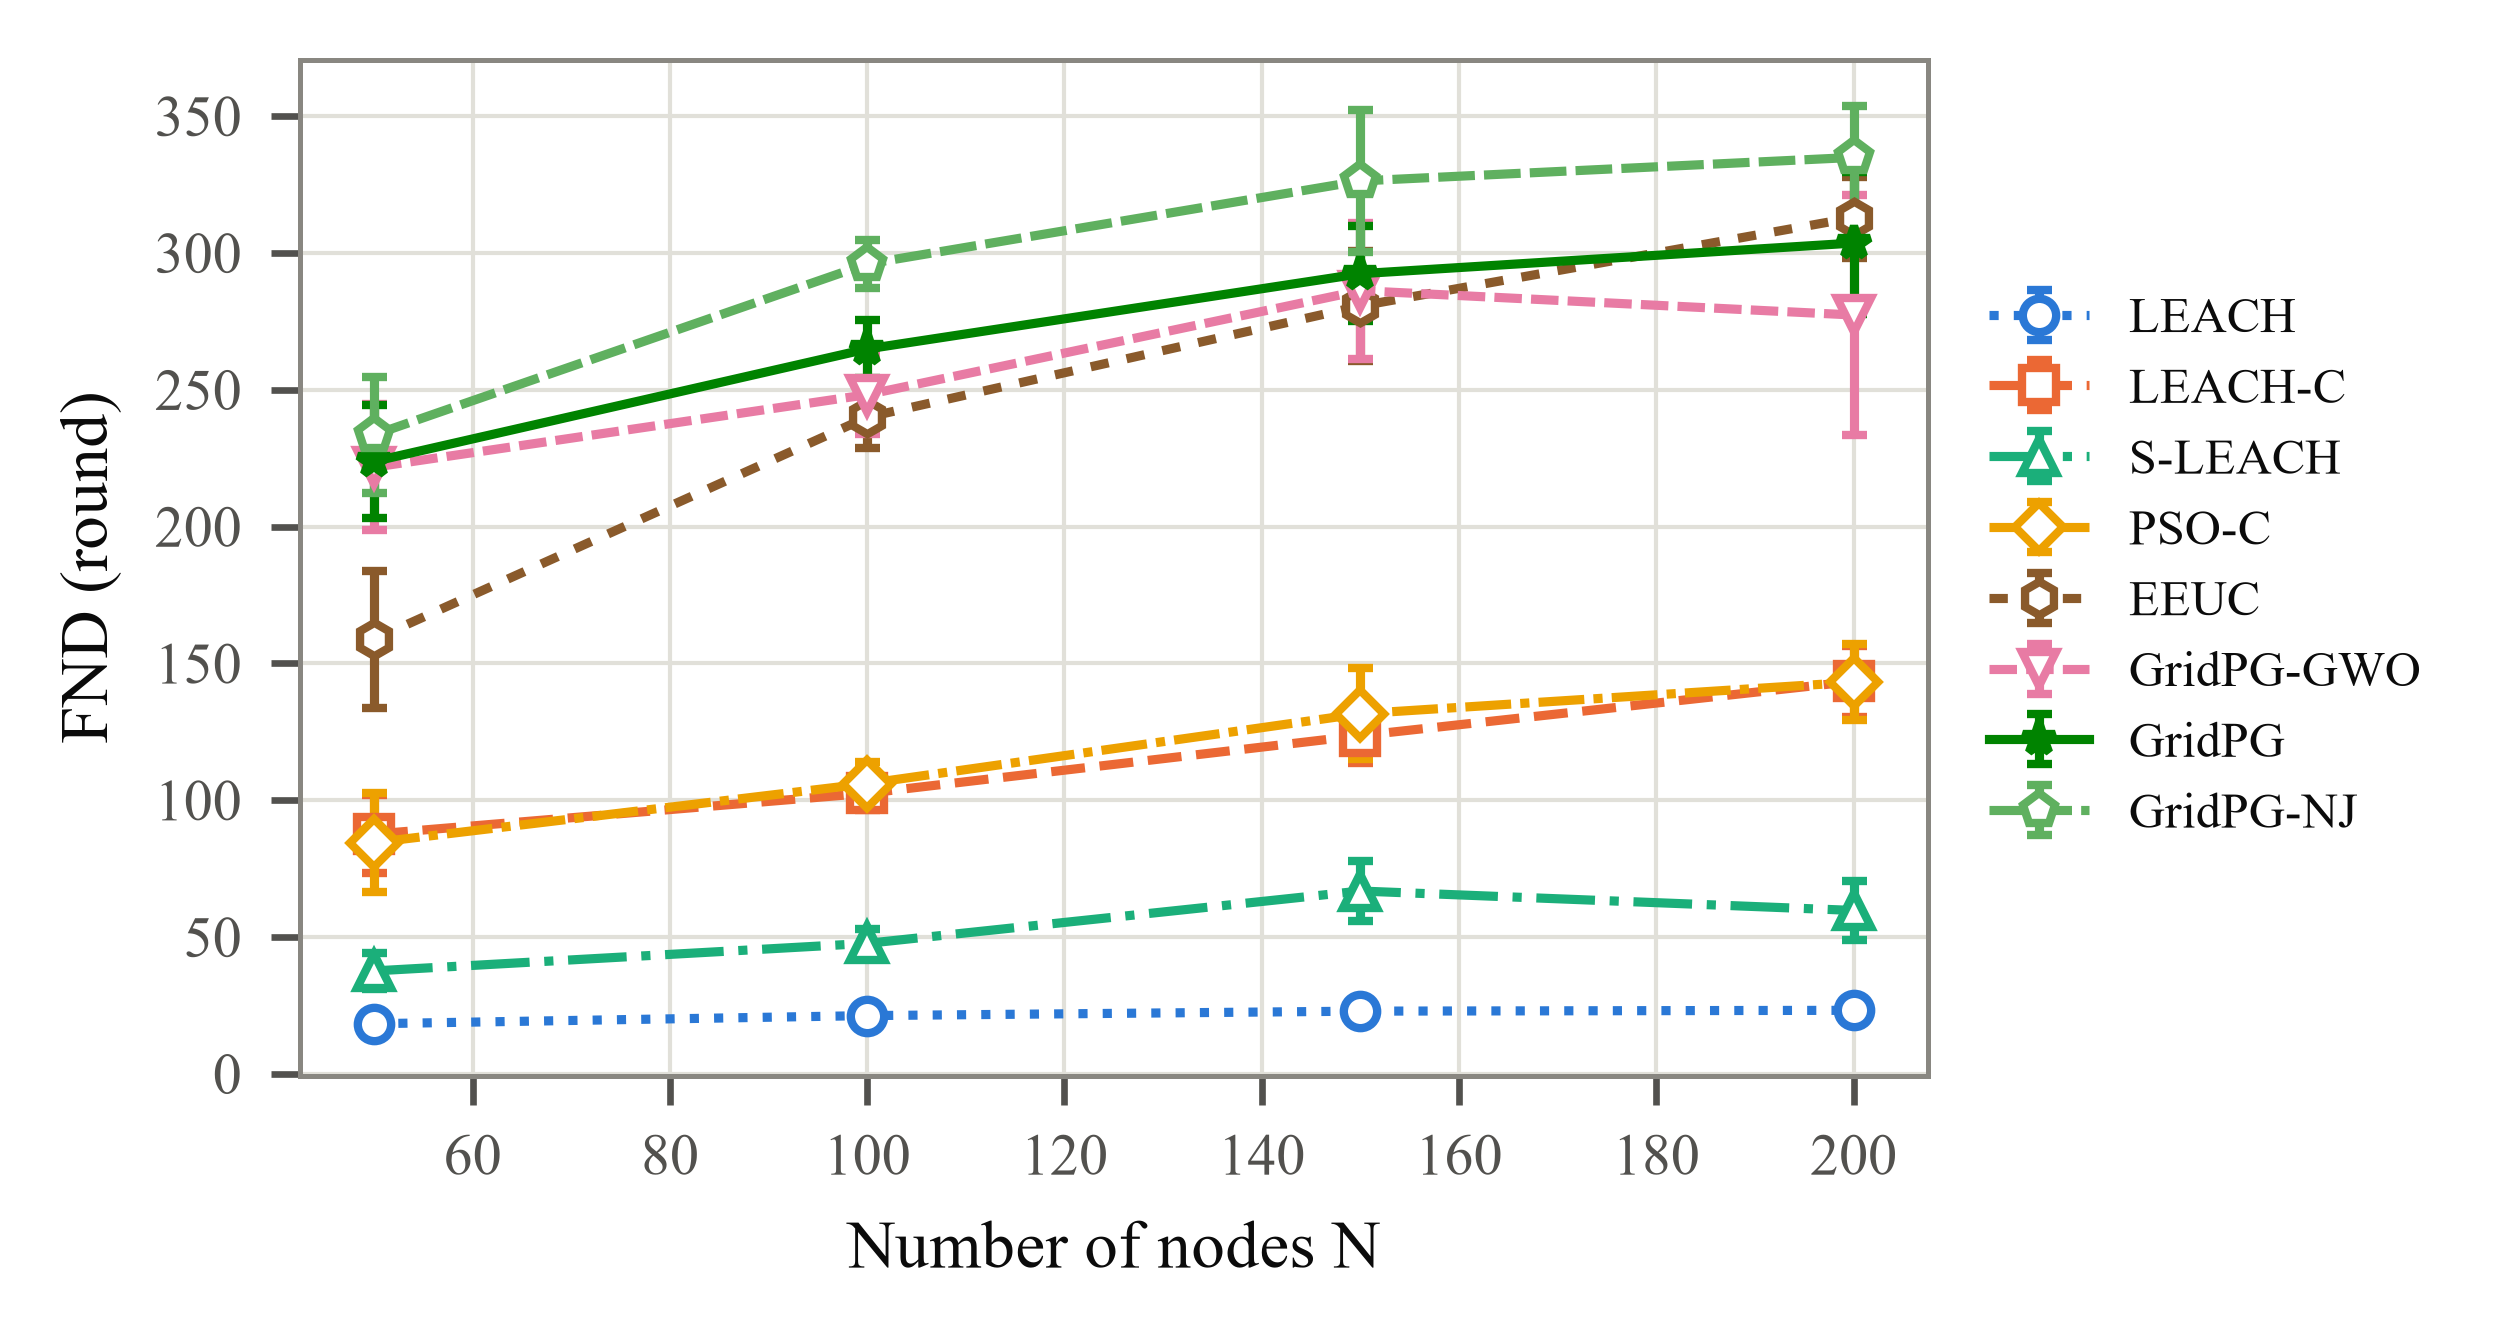 FND (round)
350
300
250
200
150
100
50
0
60 80 100 120 140 160 180 200
Number of nodes N
LEACH
LEACH-C
S-LEACH
PSO-C
EEUC
GridPG-GWO
GridPG
GridPG-NJ